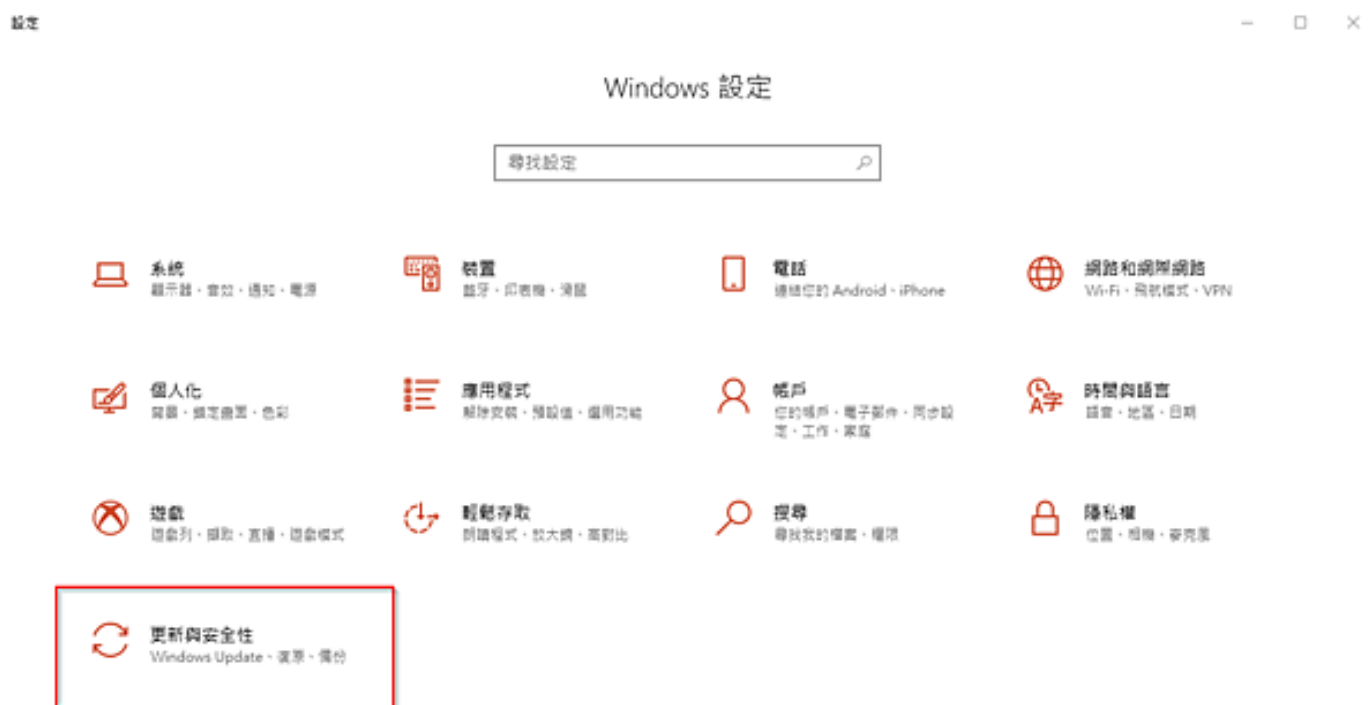 設定
Windows 設定
尋找設定
系統
顯示器、音效、通知、電源
裝置
藍牙、印表機、滑鼠
電話
連結您的 Android、iPhone
網路和網際網路
Wi-Fi、飛航模式、VPN
個人化
背景、鎖定畫面、色彩
應用程式
解除安裝、預設值、選用功能
帳戶
您的帳戶、電子郵件、同步設
定、工作、家庭
時間與語言
語音、地區、日期
遊戲
遊戲列、擷取、直播、遊戲模式
輕鬆存取
朗讀程式、放大鏡、高對比
搜尋
尋找我的檔案、權限
隱私權
位置、相機、麥克風
更新與安全性
Windows Update、復原、備份